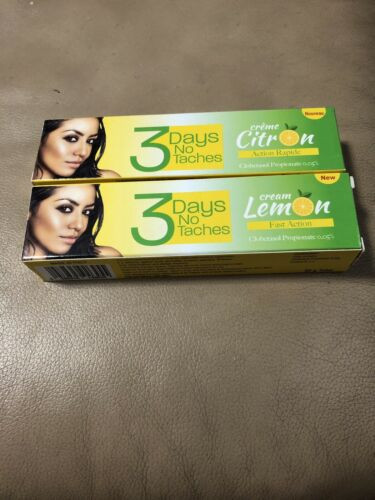 Nouveau
3 Days
No
Taches
crème
Citron
Action Rapide
Clobetasol Propionate 0.05%
New
3 Days
No
Taches
cream
Lemon
Fast Action
Clobetasol Propionate 0.05%